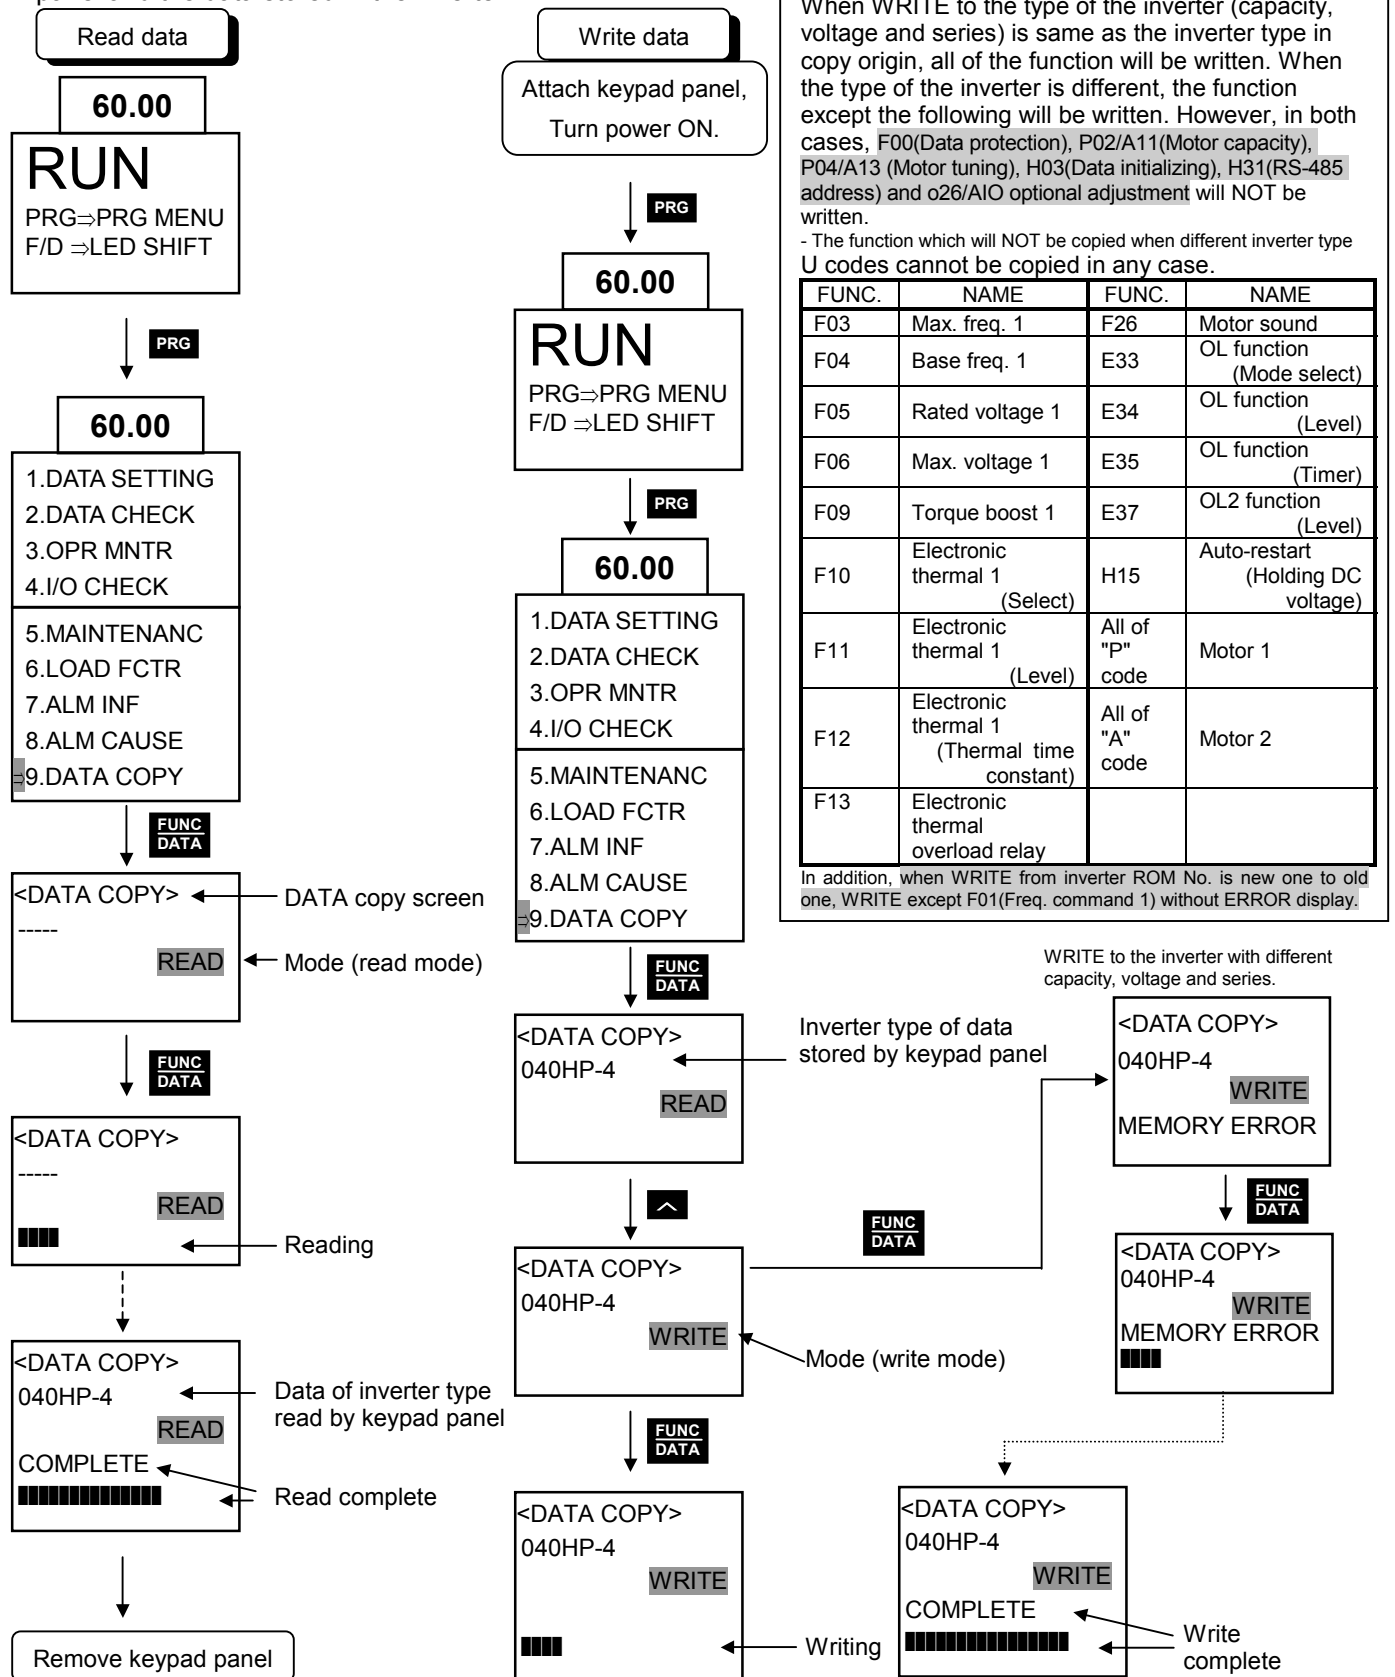 Read data
60.00
RUN
PRG⇒PRG MENU
F/D ⇒LED SHIFT
PRG
60.00
1.DATA SETTING
2.DATA CHECK
3.OPR MNTR
4.I/O CHECK
5.MAINTENANC
6.LOAD FCTR
7.ALM INF
8.ALM CAUSE
⇒9.DATA COPY
FUNC
DATA
<DATA COPY>
-----
READ
DATA copy screen
Mode (read mode)
FUNC
DATA
<DATA COPY>
-----
READ
Reading
<DATA COPY>
040HP-4
READ
COMPLETE
Data of inverter type
read by keypad panel
Read complete
Remove keypad panel
Write data
Attach keypad panel,
Turn power ON.
PRG
60.00
RUN
PRG⇒PRG MENU
F/D ⇒LED SHIFT
PRG
60.00
1.DATA SETTING
2.DATA CHECK
3.OPR MNTR
4.I/O CHECK
5.MAINTENANC
6.LOAD FCTR
7.ALM INF
8.ALM CAUSE
⇒9.DATA COPY
FUNC
DATA
<DATA COPY>
040HP-4
READ
Inverter type of data
stored by keypad panel
<DATA COPY>
040HP-4
WRITE
Mode (write mode)
FUNC
DATA
FUNC
DATA
<DATA COPY>
040HP-4
WRITE
Writing
When WRITE to the type of the inverter (capacity,
voltage and series) is same as the inverter type in
copy origin, all of the function will be written. When
the type of the inverter is different, the function
except the following will be written. However, in both
cases, F00(Data protection), P02/A11(Motor capacity),
P04/A13 (Motor tuning), H03(Data initializing), H31(RS-485
address) and o26/AIO optional adjustment will NOT be
written.
- The function which will NOT be copied when different inverter type
U codes cannot be copied in any case.
FUNC. NAME FUNC. NAME
F03 Max. freq. 1 F26 Motor sound
F04 Base freq. 1 E33 OL function
(Mode select)
F05 Rated voltage 1 E34 OL function
(Level)
F06 Max. voltage 1 E35 OL function
(Timer)
F09 Torque boost 1 E37 OL2 function
(Level)
F10 Electronic
thermal 1
(Select)
H15 Auto-restart
(Holding DC
voltage)
F11 Electronic
thermal 1
(Level)
All of
"P"
code
Motor 1
F12 Electronic
thermal 1
(Thermal time
constant)
All of
"A"
code
Motor 2
F13 Electronic
thermal
overload relay
In addition, when WRITE from inverter ROM No. is new one to old
one, WRITE except F01(Freq. command 1) without ERROR display.
WRITE to the inverter with different
capacity, voltage and series.
<DATA COPY>
040HP-4
WRITE
MEMORY ERROR
FUNC
DATA
<DATA COPY>
040HP-4
WRITE
MEMORY ERROR
<DATA COPY>
040HP-4
WRITE
COMPLETE
Write
complete